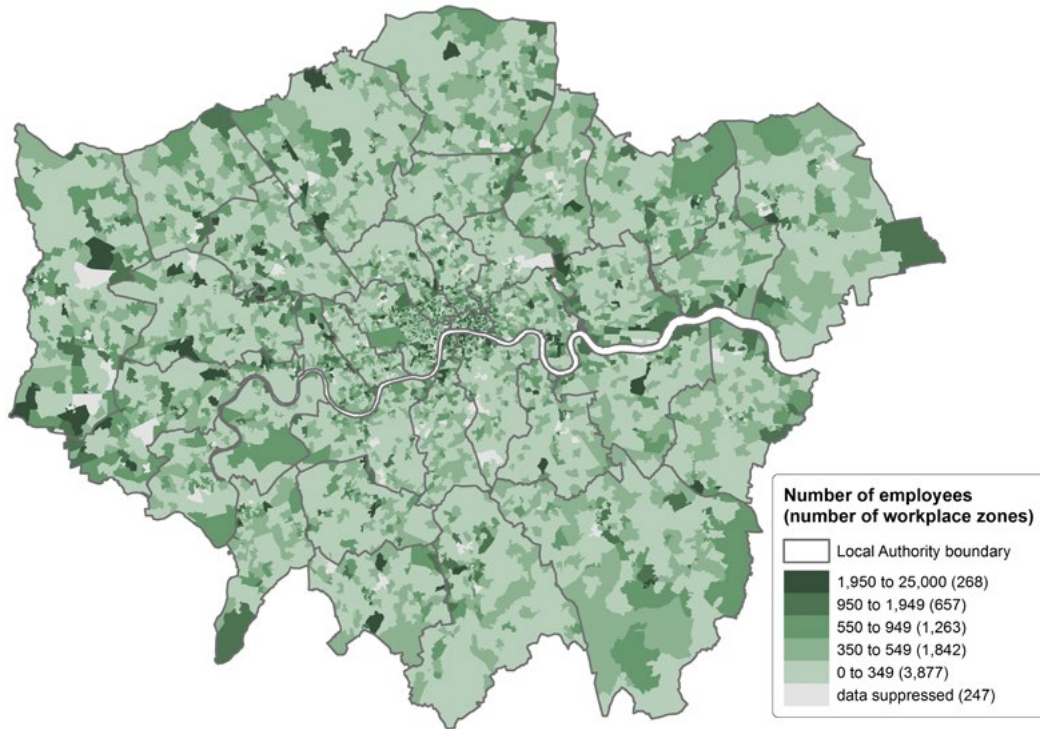 Number of employees
(number of workplace zones)
Local Authority boundary
1,950 to 25,000 (268)
950 to 1,949 (657)
550 to 949 (1,263)
350 to 549 (1,842)
0 to 349 (3,877)
data suppressed (247)